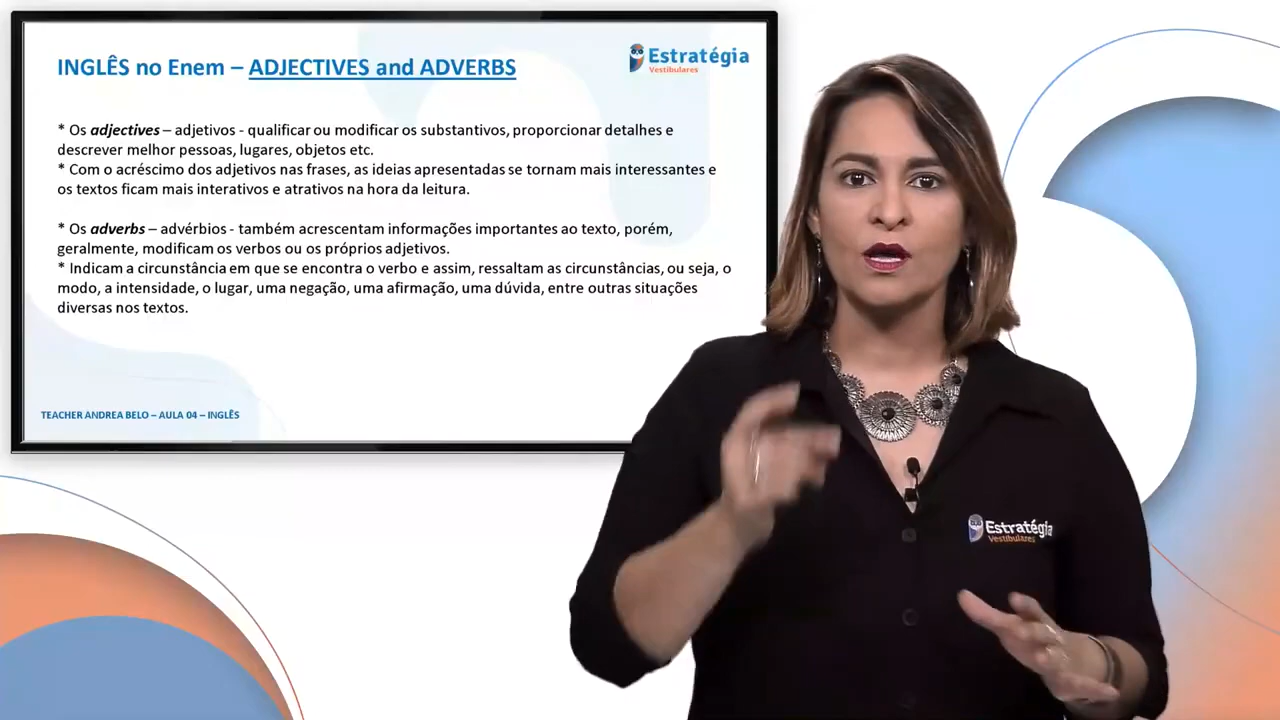 INGLÊS no Enem – ADJECTIVES and ADVERBS
Estratégia
Vestibulares
* Os adjectives – adjetivos - qualificar ou modificar os substantivos, proporcionar detalhes e
descrever melhor pessoas, lugares, objetos etc.
* Com o acréscimo dos adjetivos nas frases, as ideias apresentadas se tornam mais interessantes e
os textos ficam mais interativos e atrativos na hora da leitura.
* Os adverbs – advérbios - também acrescentam informações importantes ao texto, porém,
geralmente, modificam os verbos ou os próprios adjetivos.
* Indicam a circunstância em que se encontra o verbo e assim, ressaltam as circunstâncias, ou seja, o
modo, a intensidade, o lugar, uma negação, uma afirmação, uma dúvida, entre outras situações
diversas nos textos.
TEACHER ANDREA BELO – AULA 04 – INGLÊS
Estratégia
Vestibulares